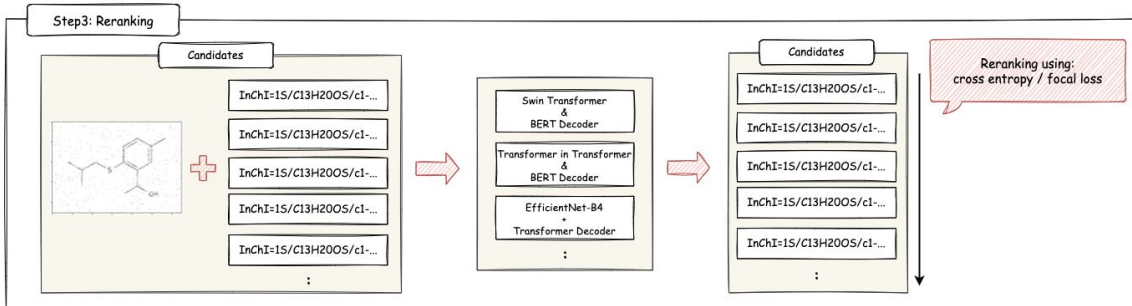 Step3: Reranking
Candidates
InChI=1S/C13H20OS/c1-...
InChI=1S/C13H20OS/c1-...
InChI=1S/C13H20OS/c1-...
InChI=1S/C13H20OS/c1-...
InChI=1S/C13H20OS/c1-...
:
S
OH
Swin Transformer
&
BERT Decoder
Transformer in Transformer
&
BERT Decoder
EfficientNet-B4
+
Transformer Decoder
:
Candidates
InChI=1S/C13H20OS/c1-...
InChI=1S/C13H20OS/c1-...
InChI=1S/C13H20OS/c1-...
InChI=1S/C13H20OS/c1-...
InChI=1S/C13H20OS/c1-...
:
Reranking using:
cross entropy / focal loss